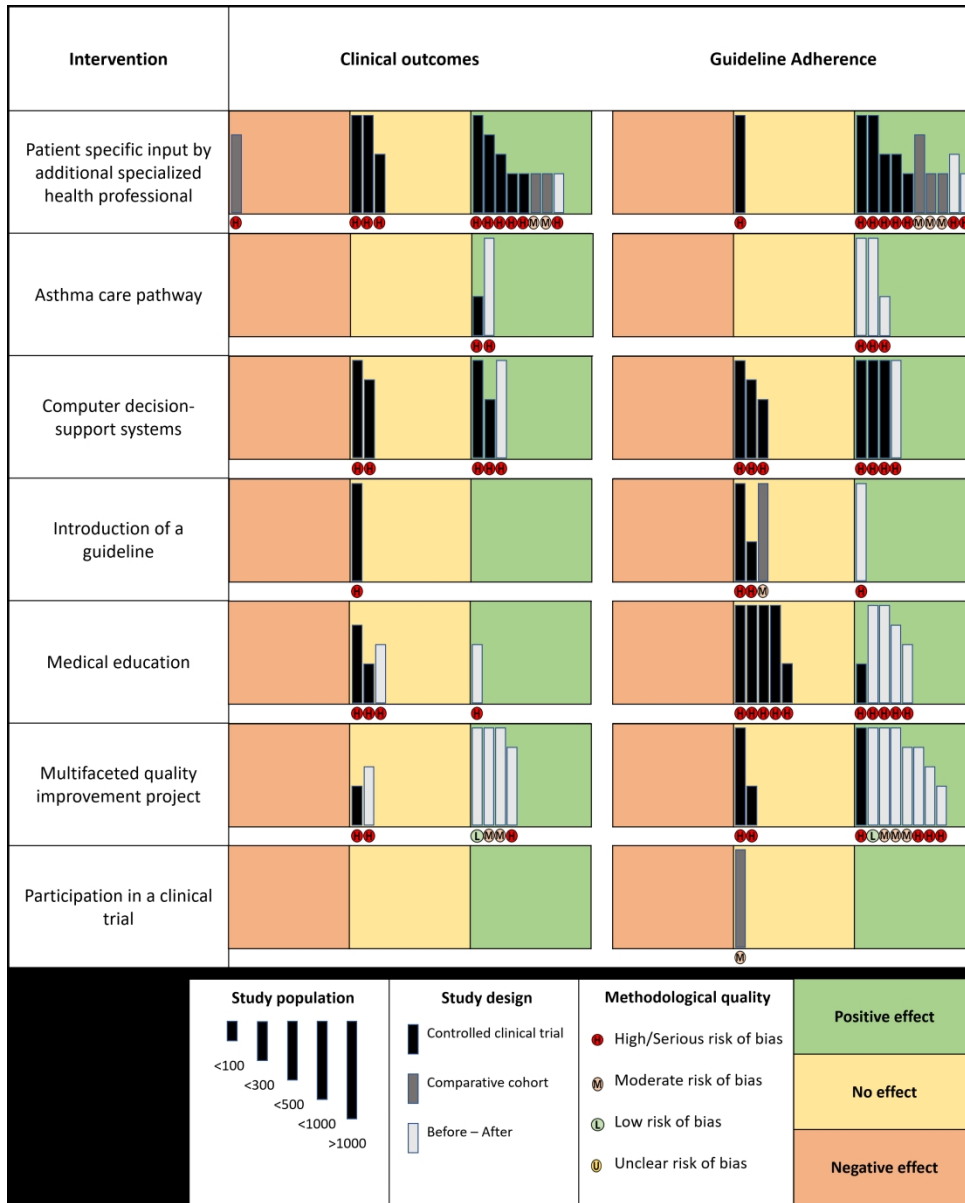 Intervention
Clinical outcomes
Guideline Adherence
Patient specific input by
additional specialized
health professional
H
H H H
H H H H H M M H
H
H H H H H M M M H H
Asthma care pathway
H H
H H H
Computer decision-
support systems
H H
H H H
H H H
H H H H
Introduction of a
guideline
H
H H M
H
Medical education
H H H
H
H H H H H
H H H H H
Multifaceted quality
improvement project
H H
L M M H
H H
H L M M M H H H
Participation in a clinical
trial
M
Study population
<100
<300
<500
<1000
>1000
Study design
Controlled clinical trial
Comparative cohort
Before – After
Methodological quality
H High/Serious risk of bias
M Moderate risk of bias
L Low risk of bias
U Unclear risk of bias
Positive effect
No effect
Negative effect